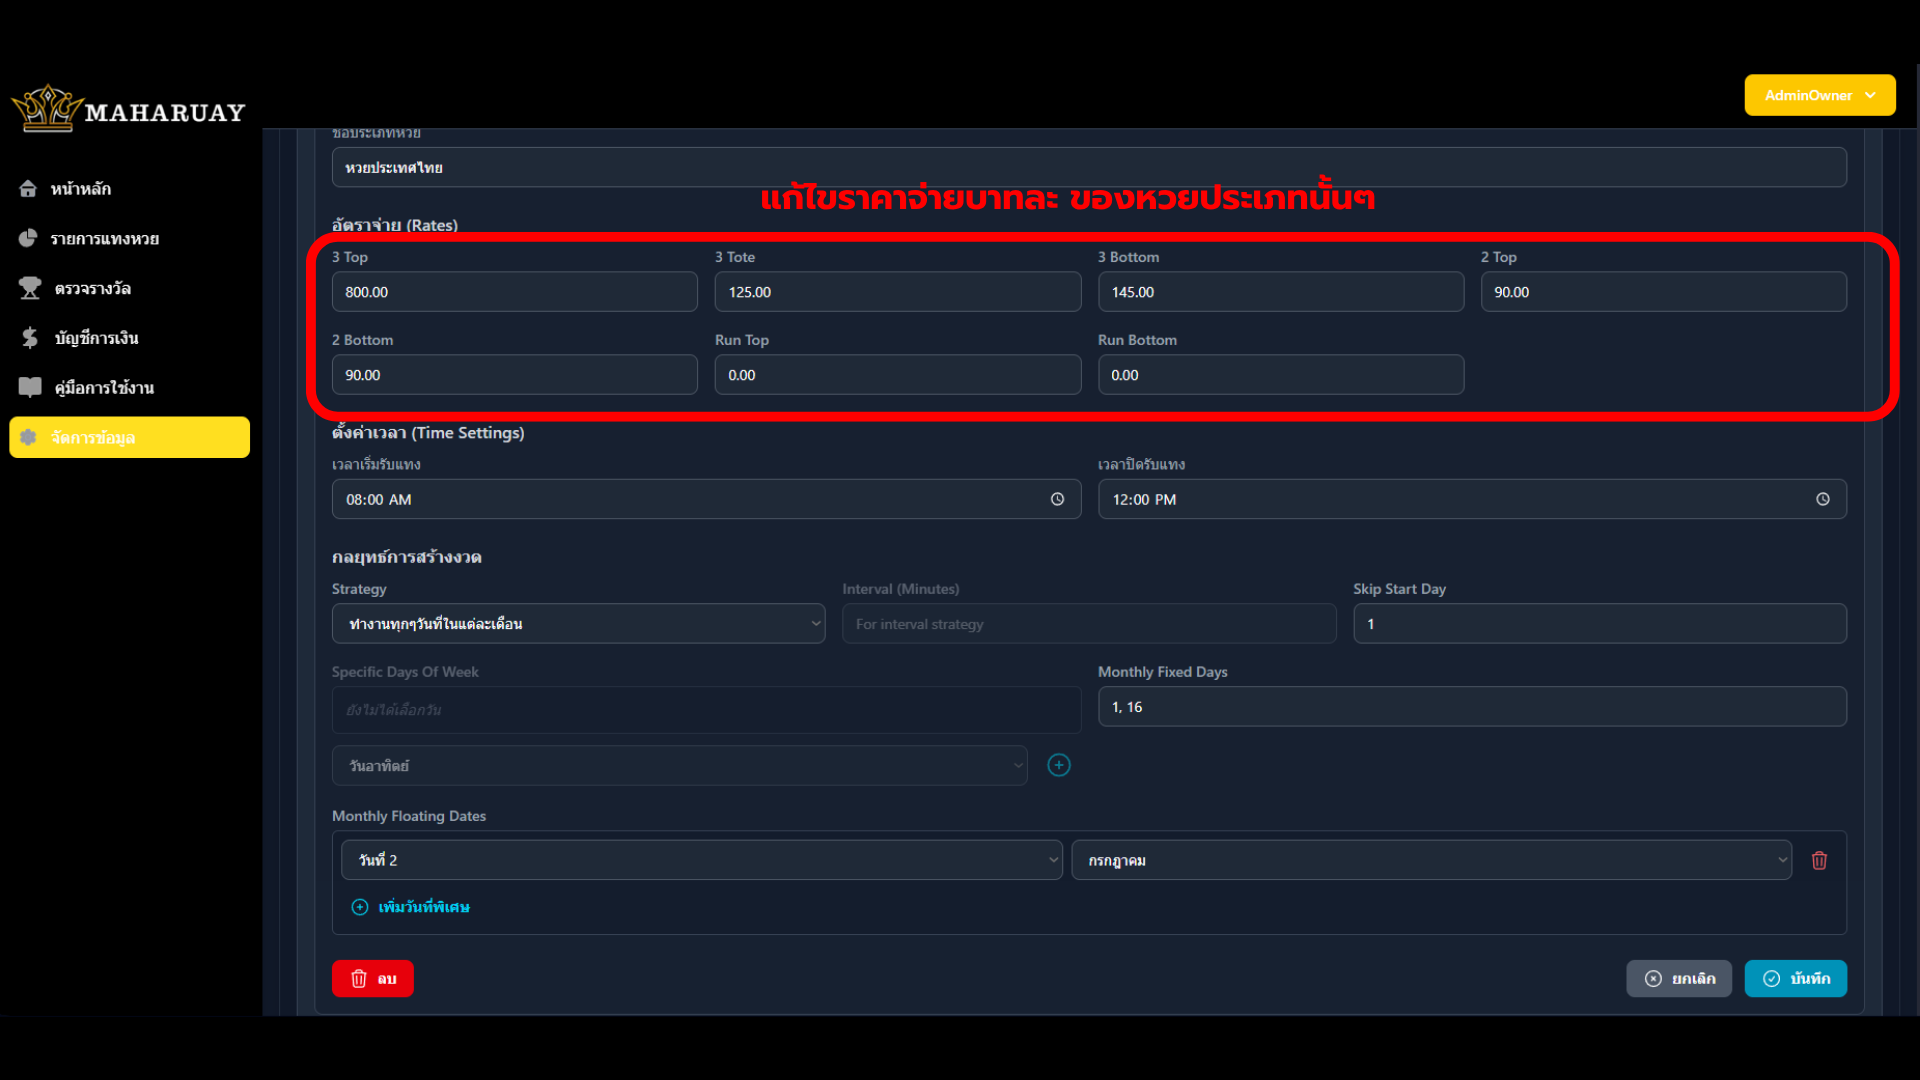 MAHARUAY
AdminOwner
หน้าหลัก
รายการแทงหวย
ตรวจรางวัล
บัญชีการเงิน
คู่มือการใช้งาน
จัดการข้อมูล
ชื่อประเภทหวย
หวยประเทศไทย
แก้ไขราคาจ่ายบาทละ ของหวยประเภทนั้นๆ
อัตราจ่าย (Rates)
3 Top
3 Tote
3 Bottom
2 Top
800.00
125.00
145.00
90.00
2 Bottom
Run Top
Run Bottom
90.00
0.00
0.00
ตั้งค่าเวลา (Time Settings)
เวลาเริ่มรับแทง
เวลาปิดรับแทง
08:00 AM
12:00 PM
กลยุทธ์การสร้างงวด
Strategy
Interval (Minutes)
Skip Start Day
ทำงานทุกๆวันที่ในแต่ละเดือน
For interval strategy
1
Specific Days Of Week
Monthly Fixed Days
ยังไม่ได้เลือกวัน
1, 16
วันอาทิตย์
Monthly Floating Dates
วันที่ 2
กรกฎาคม
เพิ่มวันที่พิเศษ
ลบ
ยกเลิก
บันทึก